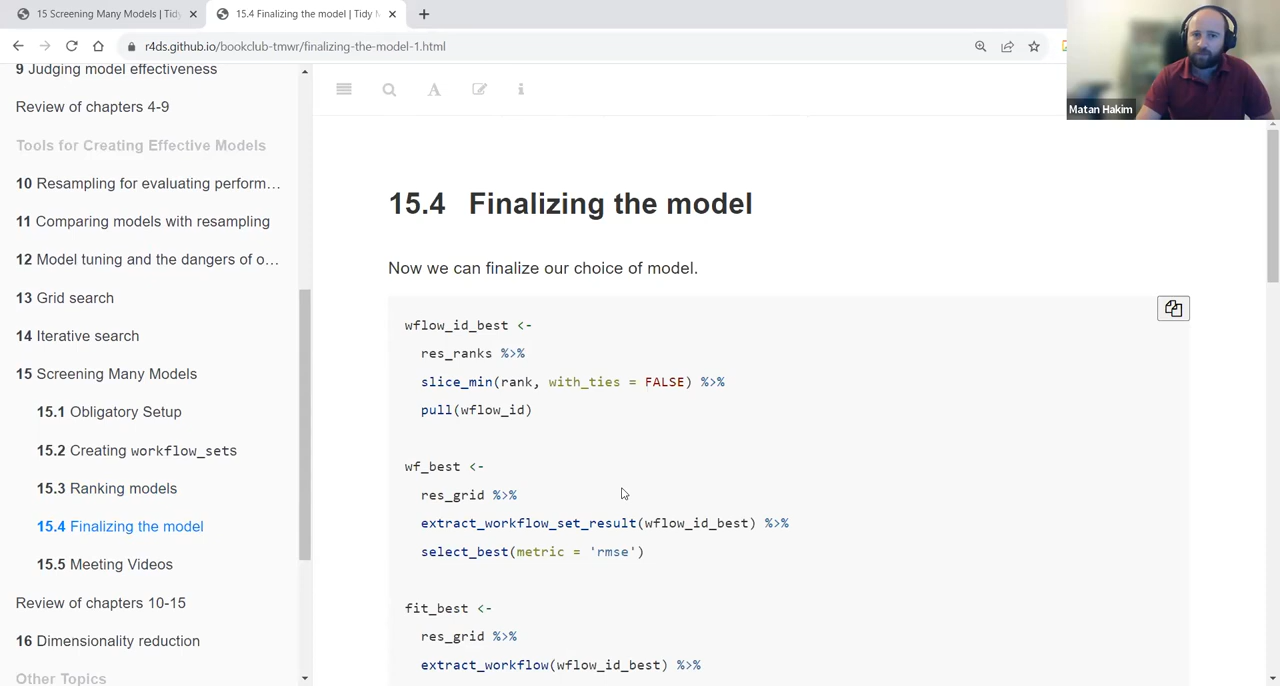 15 Screening Many Models | Tidy
15.4 Finalizing the model | Tidy M
r4ds.github.io/bookclub-tmwr/finalizing-the-model-1.html
Matan Hakim
9 Judging model effectiveness
Review of chapters 4-9
Tools for Creating Effective Models
10 Resampling for evaluating perform…
11 Comparing models with resampling
12 Model tuning and the dangers of o…
13 Grid search
14 Iterative search
15 Screening Many Models
15.1 Obligatory Setup
15.2 Creating workflow_sets
15.3 Ranking models
15.4 Finalizing the model
15.5 Meeting Videos
Review of chapters 10-15
16 Dimensionality reduction
Other Topics
15.4 Finalizing the model
Now we can finalize our choice of model.
wflow_id_best <-
res_ranks %>%
slice_min(rank, with_ties = FALSE) %>%
pull(wflow_id)
wf_best <-
res_grid %>%
extract_workflow_set_result(wflow_id_best) %>%
select_best(metric = 'rmse')
fit_best <-
res_grid %>%
extract_workflow(wflow_id_best) %>%